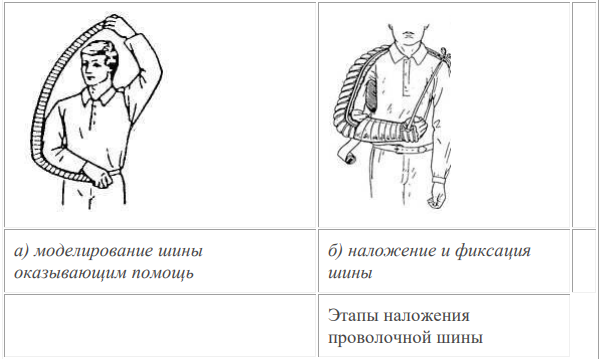 а) моделирование шины
оказывающим помощь
б) наложение и фиксация
шины
Этапы наложения
проволочной шины